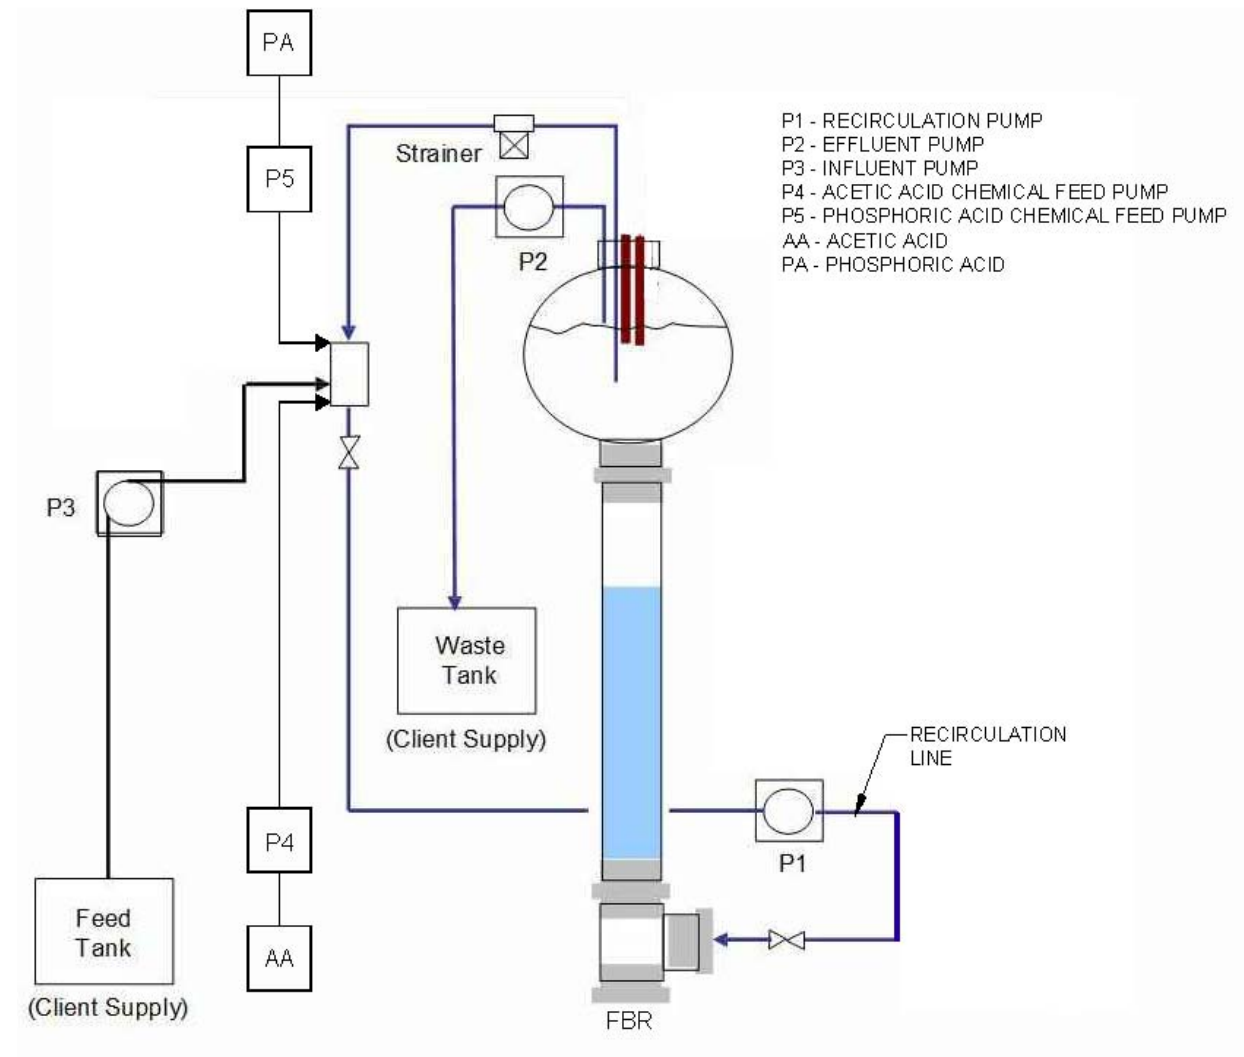 PA
P1 - RECIRCULATION PUMP
P2 - EFFLUENT PUMP
P3 - INFLUENT PUMP
P4 - ACETIC ACID CHEMICAL FEED PUMP
P5 - PHOSPHORIC ACID CHEMICAL FEED PUMP
AA - ACETIC ACID
PA - PHOSPHORIC ACID
Strainer
P5
P2
P3
Waste
Tank
(Client Supply)
RECIRCULATION
LINE
P4
P1
Feed
Tank
(Client Supply)
AA
FBR